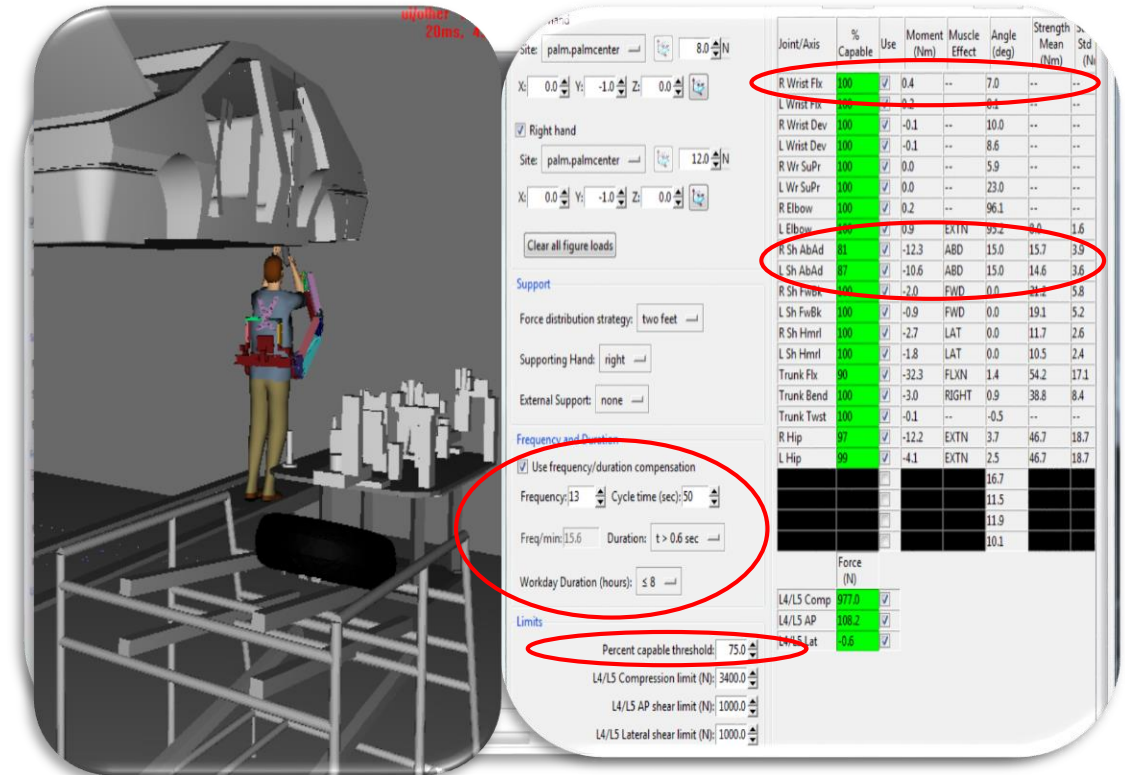 20ms,
Site: palm.palmcenter 8.0 N
X: 0.0 Y: -1.0 Z: 0.0
Right hand
Site: palm.palmcenter 12.0 N
X: 0.0 Y: -1.0 Z: 0.0
Clear all figure loads
Support
Force distribution strategy: two feet
Supporting Hand: right
External Support: none
Frequency and Duration
Use frequency/duration compensation
Frequency: 13 Cycle time (sec): 50
Freq/min: 15.6 Duration: t > 0.6 sec
Workday Duration (hours): ≤ 8
Limits
Percent capable threshold: 75.0
L4/L5 Compression limit (N): 3400.0
L4/L5 AP shear limit (N): 1000.0
L4/L5 Lateral shear limit (N): 1000.0
Joint/Axis % Capable Use Moment (Nm) Muscle Effect Angle (deg) Strength Mean (Nm) Std
R Wrist Flx 100 0.4 -- 7.0 -- --
L Wrist Flx 100 0.2 -- 8.1 -- --
R Wrist Dev 100 -0.1 -- 10.0 -- --
L Wrist Dev 100 -0.1 -- 8.6 -- --
R Wr SuPr 100 0.0 -- 5.9 -- --
L Wr SuPr 100 0.0 -- 23.0 -- --
R Elbow 100 0.2 -- 96.1 -- --
L Elbow 100 0.9 EXTN 95.2 1.6
R Sh AbAd 81 -12.3 ABD 15.0 15.7 3.9
L Sh AbAd 87 -10.6 ABD 15.0 14.6 3.6
R Sh FwBk 100 -2.0 FWD 0.0 21.2 5.8
L Sh FwBk 100 -0.9 FWD 0.0 19.1 5.2
R Sh Hmrl 100 -2.7 LAT 0.0 11.7 2.6
L Sh Hmrl 100 -1.8 LAT 0.0 10.5 2.4
Trunk Flx 90 -32.3 FLXN 1.4 54.2 17.1
Trunk Bend 100 -3.0 RIGHT 0.9 38.8 8.4
Trunk Twst 100 -0.1 -- -0.5 -- --
R Hip 97 -12.2 EXTN 3.7 46.7 18.7
L Hip 99 -4.1 EXTN 2.5 46.7 18.7
16.7
11.5
11.9
10.1
Force (N)
L4/L5 Comp 977.0
L4/L5 AP 108.2
L4/L5 Lat -0.6